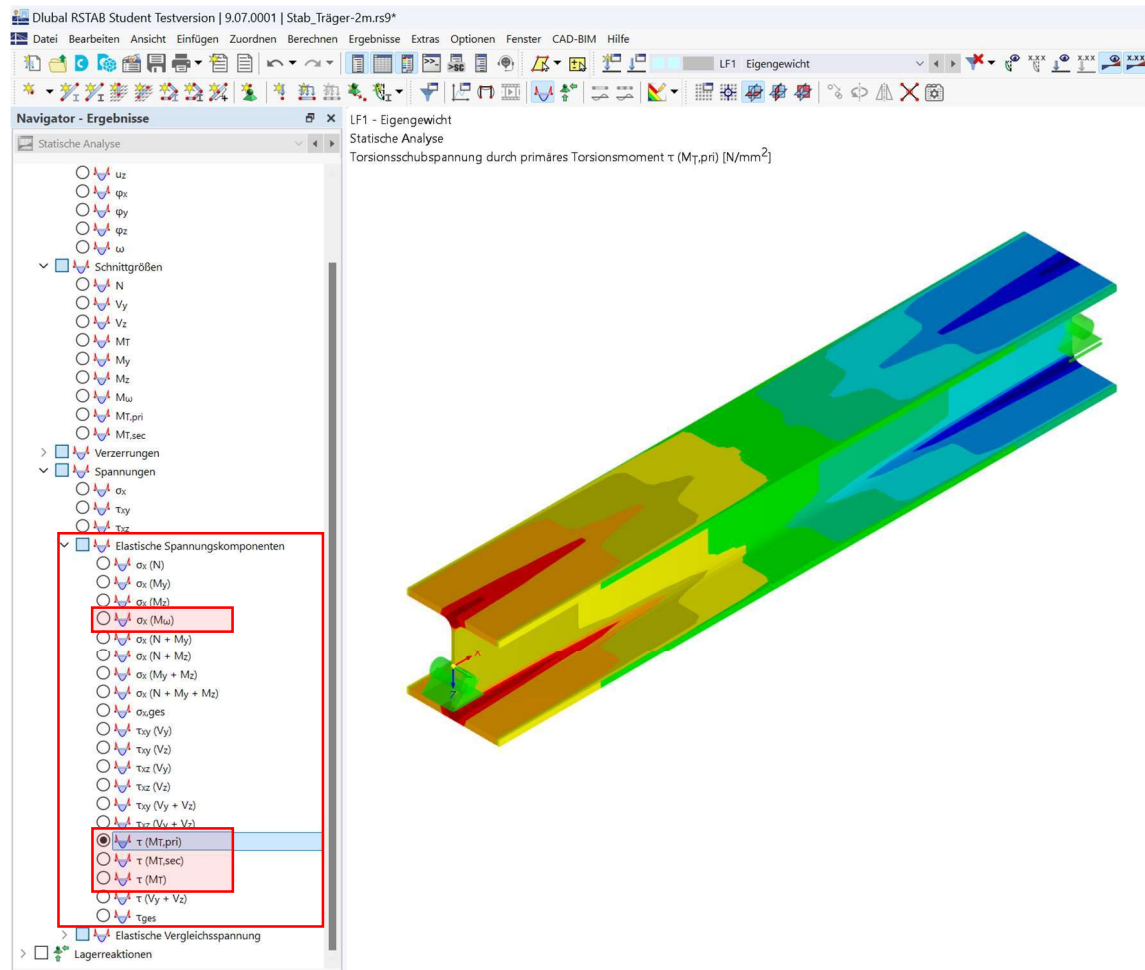 Dlubal RSTAB Student Testversion | 9.07.0001 | Stab_Träger-2m.rs9*
Datei Bearbeiten Ansicht Einfügen Zuordnen Berechnen Ergebnisse Extras Optionen Fenster CAD-BIM Hilfe
LF1 Eigengewicht
x.xx x.xx x.xx
Navigator - Ergebnisse
Statische Analyse
uz
φx
φy
φz
ω
Schnittgrößen
N
Vy
Vz
MT
My
Mz
Mω
MT,pri
MT,sec
Verzerrungen
Spannungen
σx
τxy
τxz
Elastische Spannungskomponenten
σx (N)
σx (My)
σx (Mz)
σx (Mω)
σx (N + My)
σx (N + Mz)
σx (My + Mz)
σx (N + My + Mz)
σx,ges
τxy (Vy)
τxy (Vz)
τxz (Vy)
τxz (Vz)
τxy (Vy + Vz)
τxz (Vy + Vz)
τ (MT,pri)
τ (MT,sec)
τ (MT)
τ (Vy + Vz)
τges
Elastische Vergleichsspannung
Lagerreaktionen
LF1 - Eigengewicht
Statische Analyse
Torsionsschubspannung durch primäres Torsionsmoment τ (MT,pri) [N/mm²]
x
z